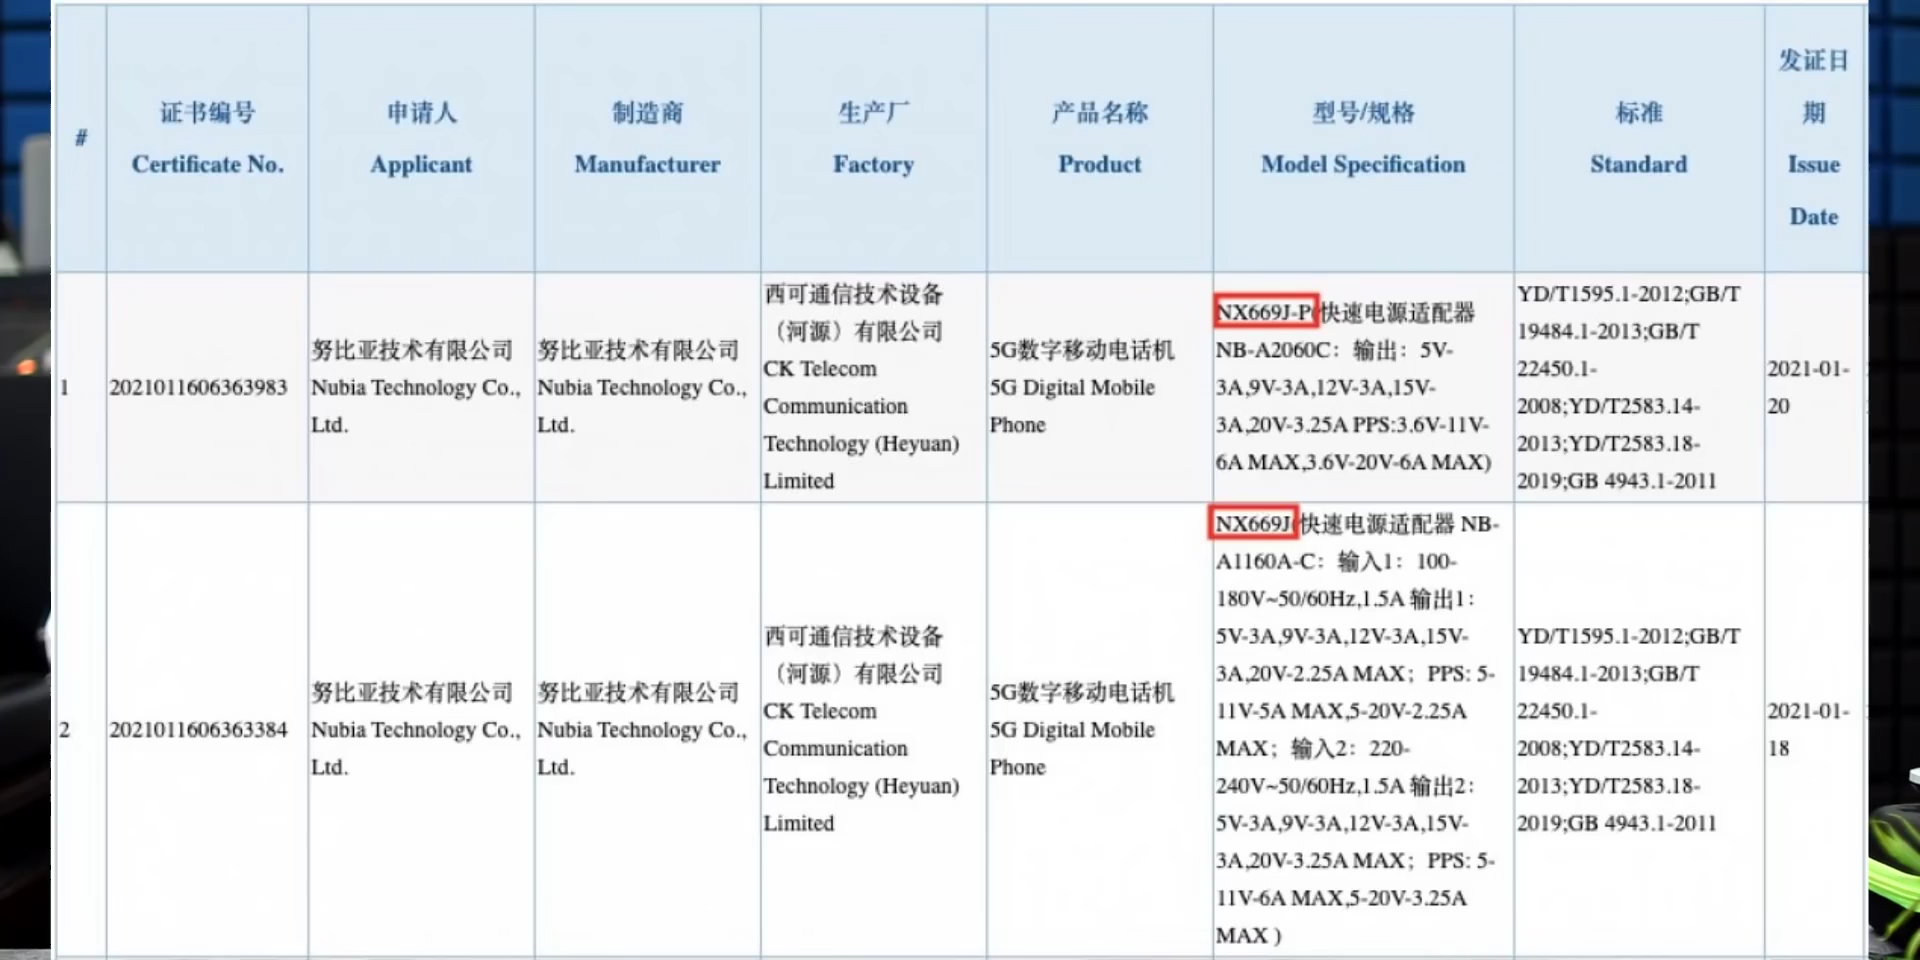 #
证书编号
Certificate No.
申请人
Applicant
制造商
Manufacturer
生产厂
Factory
产品名称
Product
型号/规格
Model Specification
标准
Standard
发证日
期
Issue
Date
1
2021011606363983
努比亚技术有限公司
Nubia Technology Co.,
Ltd.
努比亚技术有限公司
Nubia Technology Co.,
Ltd.
西可通信技术设备
（河源）有限公司
CK Telecom
Communication
Technology (Heyuan)
Limited
5G数字移动电话机
5G Digital Mobile
Phone
NX669J-P(快速电源适配器
NB-A2060C：输出：5V-
3A,9V-3A,12V-3A,15V-
3A,20V-3.25A PPS:3.6V-11V-
6A MAX,3.6V-20V-6A MAX)
YD/T1595.1-2012;GB/T
19484.1-2013;GB/T
22450.1-
2008;YD/T2583.14-
2013;YD/T2583.18-
2019;GB 4943.1-2011
2021-01-
20
2
2021011606363384
努比亚技术有限公司
Nubia Technology Co.,
Ltd.
努比亚技术有限公司
Nubia Technology Co.,
Ltd.
西可通信技术设备
（河源）有限公司
CK Telecom
Communication
Technology (Heyuan)
Limited
5G数字移动电话机
5G Digital Mobile
Phone
NX669J(快速电源适配器 NB-
A1160A-C：输入1：100-
180V~50/60Hz,1.5A 输出1：
5V-3A,9V-3A,12V-3A,15V-
3A,20V-2.25A MAX；PPS: 5-
11V-5A MAX,5-20V-2.25A
MAX；输入2：220-
240V~50/60Hz,1.5A 输出2：
5V-3A,9V-3A,12V-3A,15V-
3A,20V-3.25A MAX；PPS: 5-
11V-6A MAX,5-20V-3.25A
MAX )
YD/T1595.1-2012;GB/T
19484.1-2013;GB/T
22450.1-
2008;YD/T2583.14-
2013;YD/T2583.18-
2019;GB 4943.1-2011
2021-01-
18